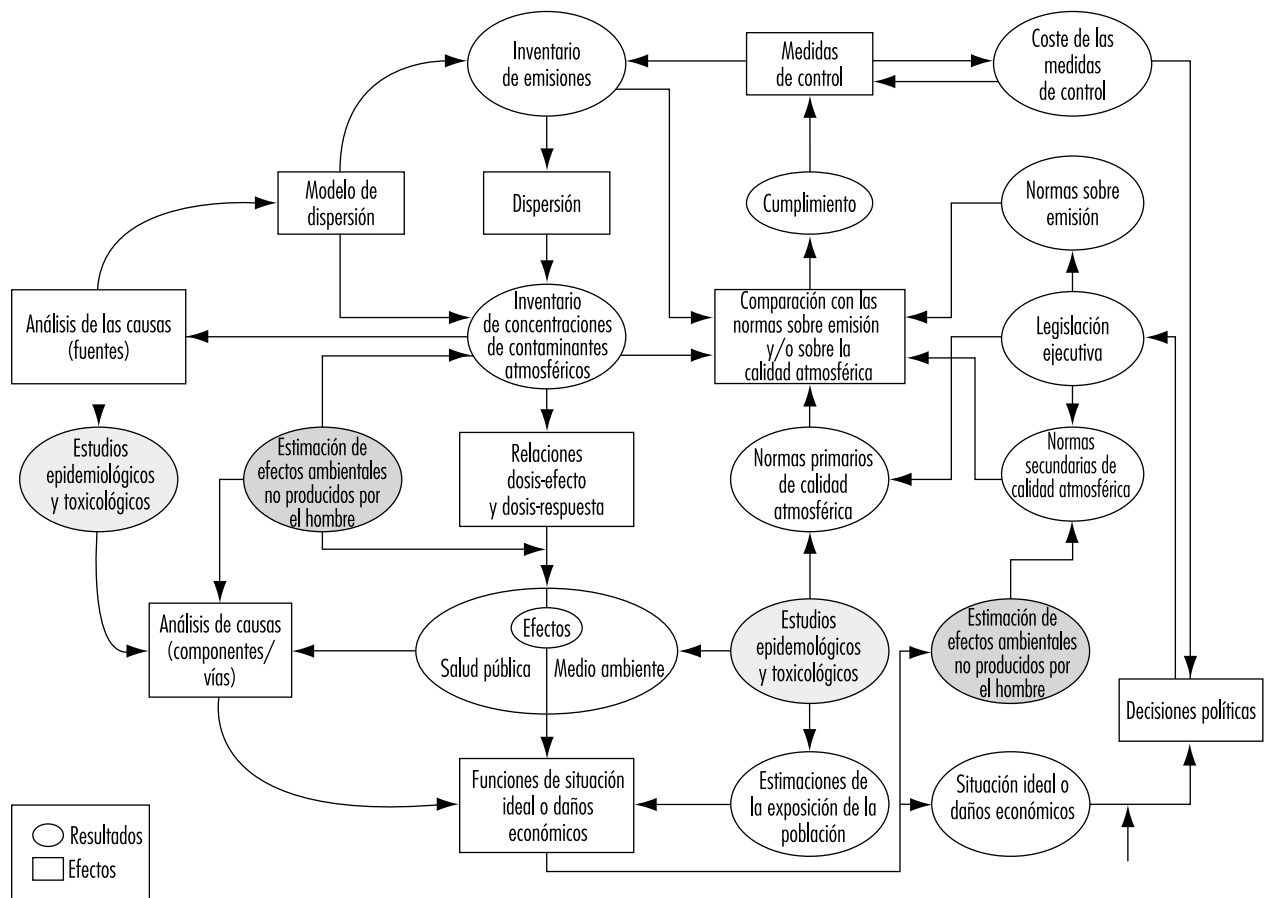 Inventario
de emisiones
Medidas
de control
Coste de las
medidas
de control
Modelo de
dispersión
Dispersión
Cumplimiento
Normas sobre
emisión
Análisis de las causas
(fuentes)
Inventario
de concentraciones
de contaminantes
atmosféricos
Comparación con las
normas sobre emisión
y/o sobre la
calidad atmosférica
Legislación
ejecutiva
Estudios
epidemiológicos
y toxicológicos
Estimación de
efectos ambientales
no producidos por
el hombre
Relaciones
dosis-efecto
y dosis-respuesta
Normas primarios
de calidad
atmosférica
Normas
secundarias de
calidad atmosférica
Análisis de causas
(componentes/
vías)
Efectos
Salud pública
Medio ambiente
Estudios
epidemológicos
y toxicológicos
Estimación de
efectos ambientales
no producidos por
el hombre
Decisiones políticas
Funciones de situación
ideal o daños
económicos
Estimaciones de
la exposición de la
población
Situación ideal o
daños económicos
Resultados
Efectos